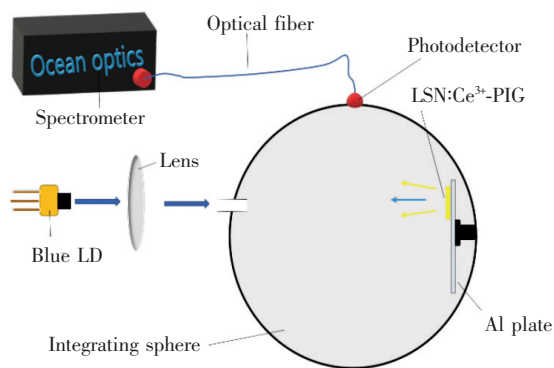 Optical fiber
Photodetector
Ocean optics
LSN:Ce³⁺-PIG
Spectrometer
Lens
Blue LD
Al plate
Integrating sphere